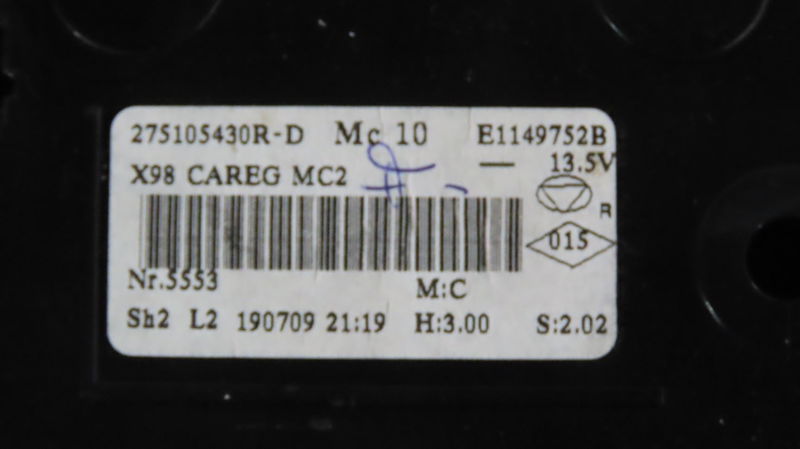 275105430R-D Mc 10 E1149752B
13.5V
X98 CAREG MC2
R
015
Nr.5553
M:C
Sh2 L2 190709 21:19 H:3.00 S:2.02